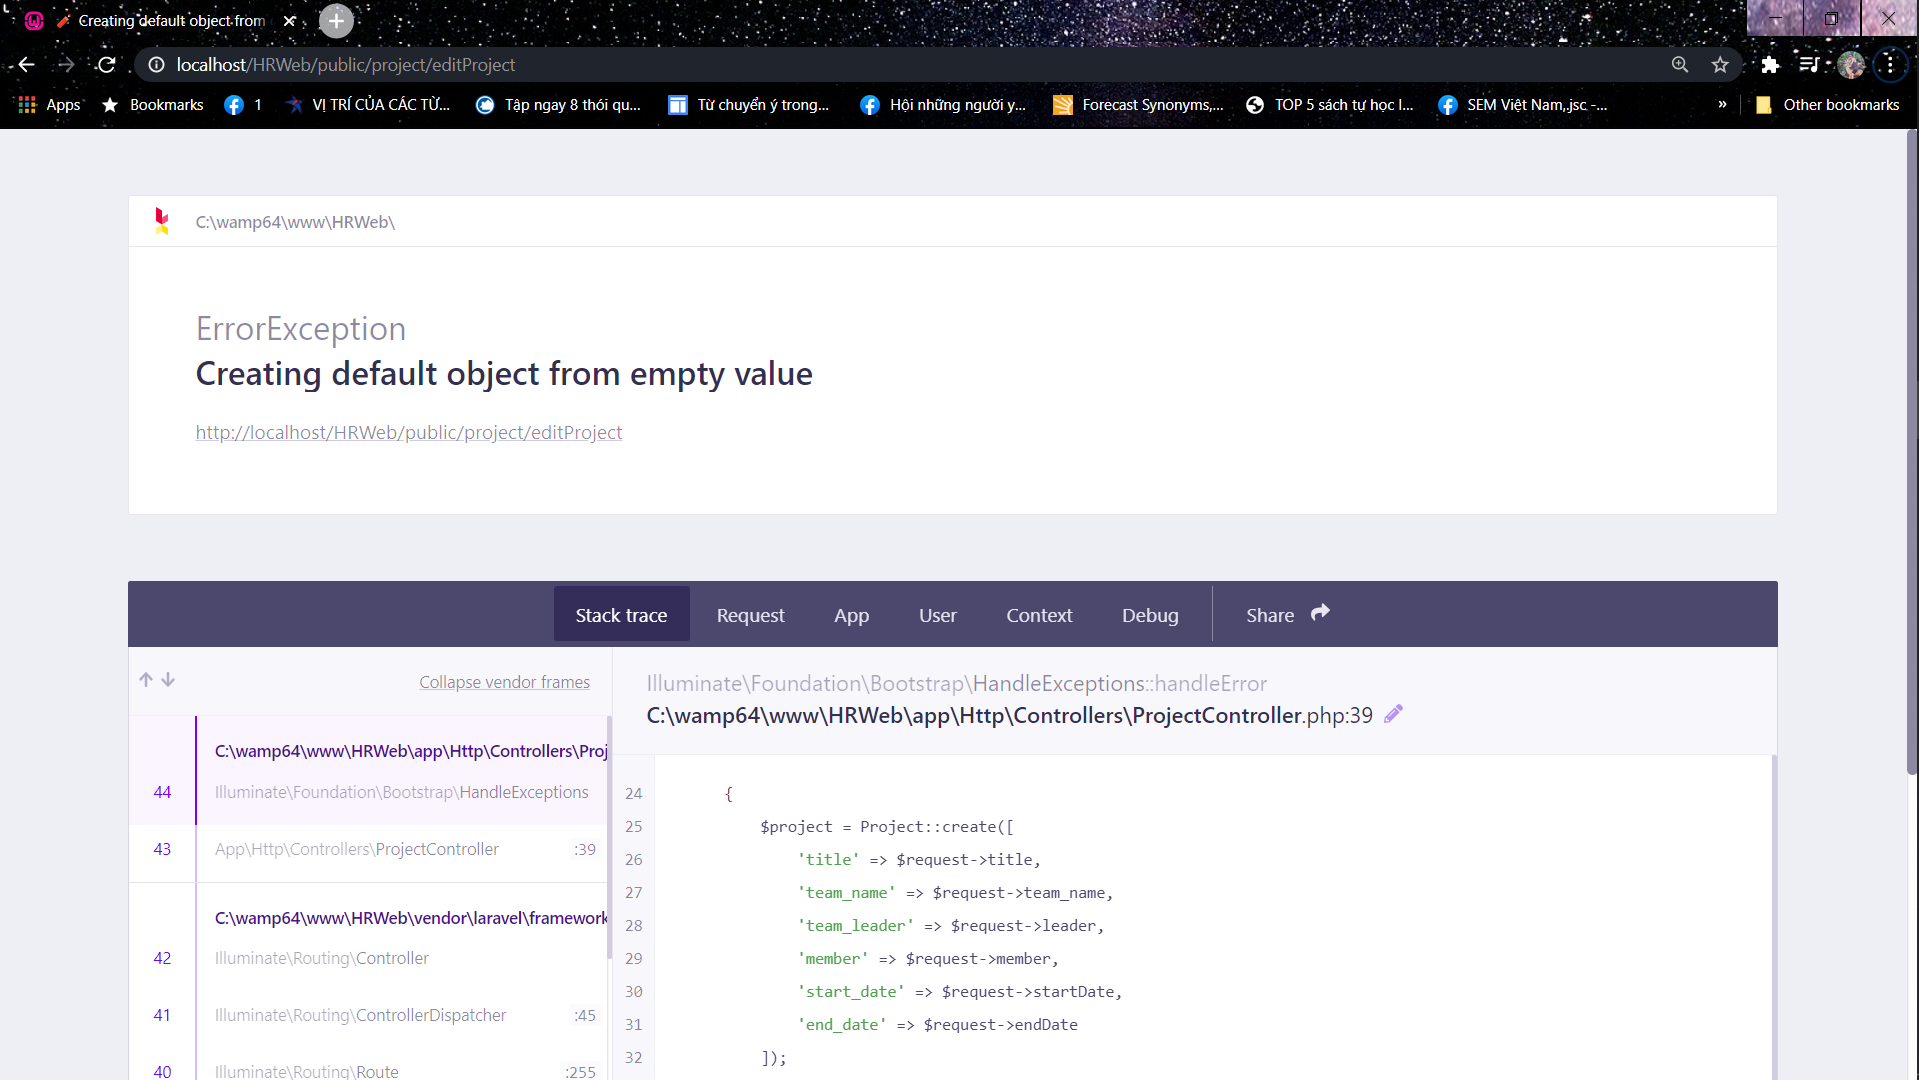 Creating default object from
localhost/HRWeb/public/project/editProject
Apps
Bookmarks
1
VỊ TRÍ CỦA CÁC TỪ...
Tập ngay 8 thói qu...
Từ chuyển ý trong...
Hội những người y...
Forecast Synonyms,...
TOP 5 sách tự học I...
SEM Việt Nam,.jsc -...
»
Other bookmarks
C:\wamp64\www\HRWeb\
ErrorException
Creating default object from empty value
http://localhost/HRWeb/public/project/editProject
Stack trace
Request
App
User
Context
Debug
Share
Collapse vendor frames
C:\wamp64\www\HRWeb\app\Http\Controllers\Proj
44 Illuminate\Foundation\Bootstrap\HandleExceptions
43 App\Http\Controllers\ProjectController :39
C:\wamp64\www\HRWeb\vendor\laravel\framework
42 Illuminate\Routing\Controller
41 Illuminate\Routing\ControllerDispatcher :45
40 Illuminate\Routing\Route :255
Illuminate\Foundation\Bootstrap\HandleExceptions::handleError
C:\wamp64\www\HRWeb\app\Http\Controllers\ProjectController.php:39
24 {
25 $project = Project::create([
26 'title' => $request->title,
27 'team_name' => $request->team_name,
28 'team_leader' => $request->leader,
29 'member' => $request->member,
30 'start_date' => $request->startDate,
31 'end_date' => $request->endDate
32 ]);